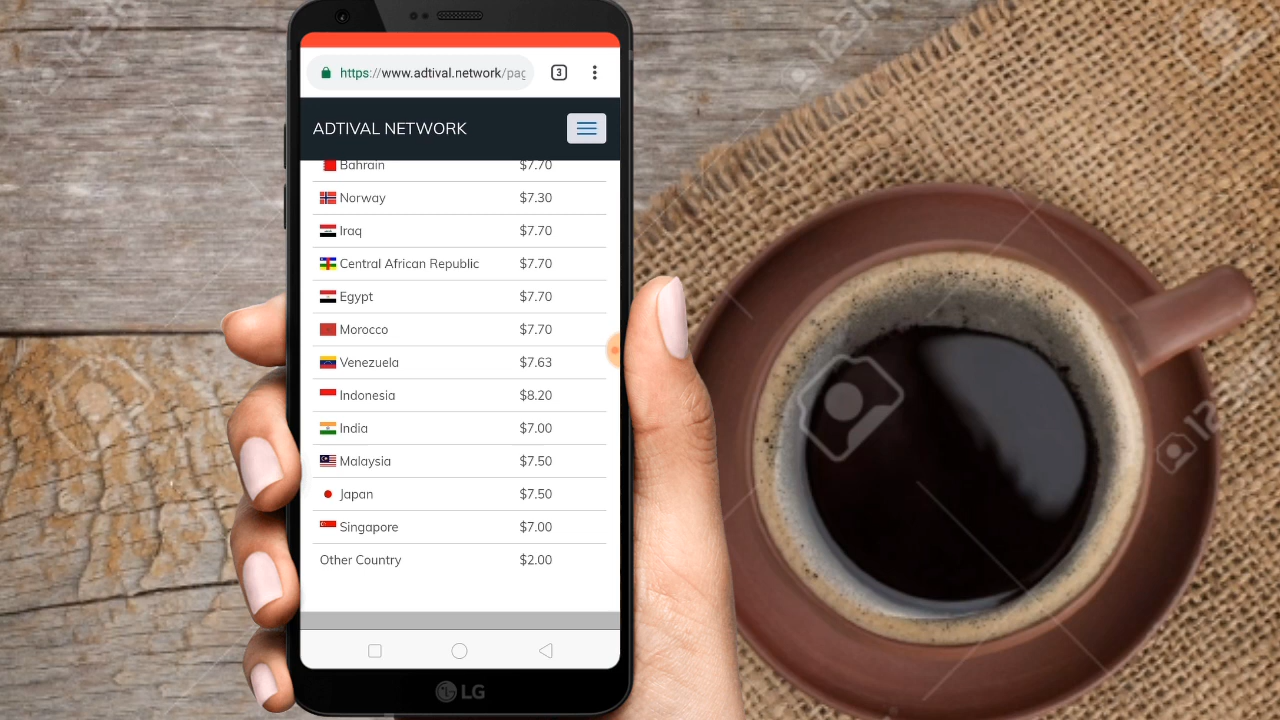 https://www.adtival.network/pag
3
ADTIVAL NETWORK
Bahrain $7.70
Norway $7.30
Iraq $7.70
Central African Republic $7.70
Egypt $7.70
Morocco $7.70
Venezuela $7.63
Indonesia $8.20
India $7.00
Malaysia $7.50
Japan $7.50
Singapore $7.00
Other Country $2.00
LG